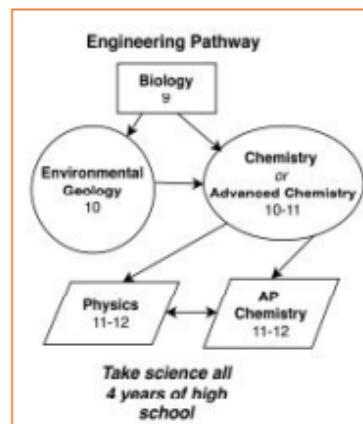 Engineering Pathway
Biology
9
Environmental
Geology
10
Chemistry
or
Advanced Chemistry
10-11
Physics
11-12
AP
Chemistry
11-12
Take science all
4 years of high
school